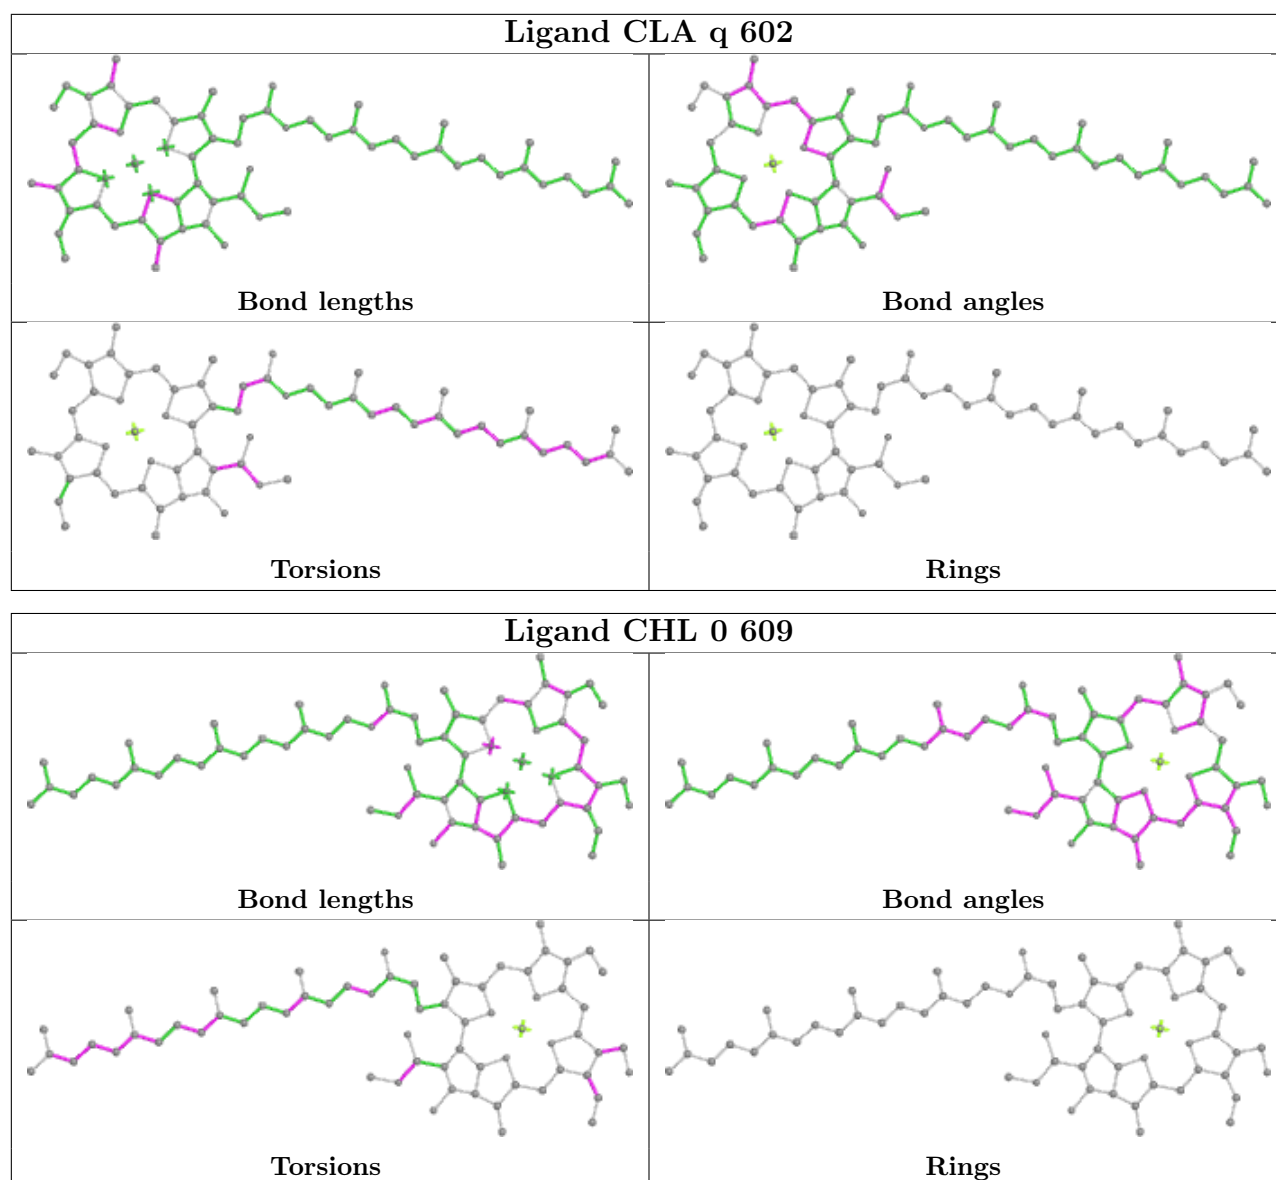 Ligand CLA q 602
Bond lengths
Bond angles
Torsions
Rings
Ligand CHL 0 609
Bond lengths
Bond angles
Torsions
Rings